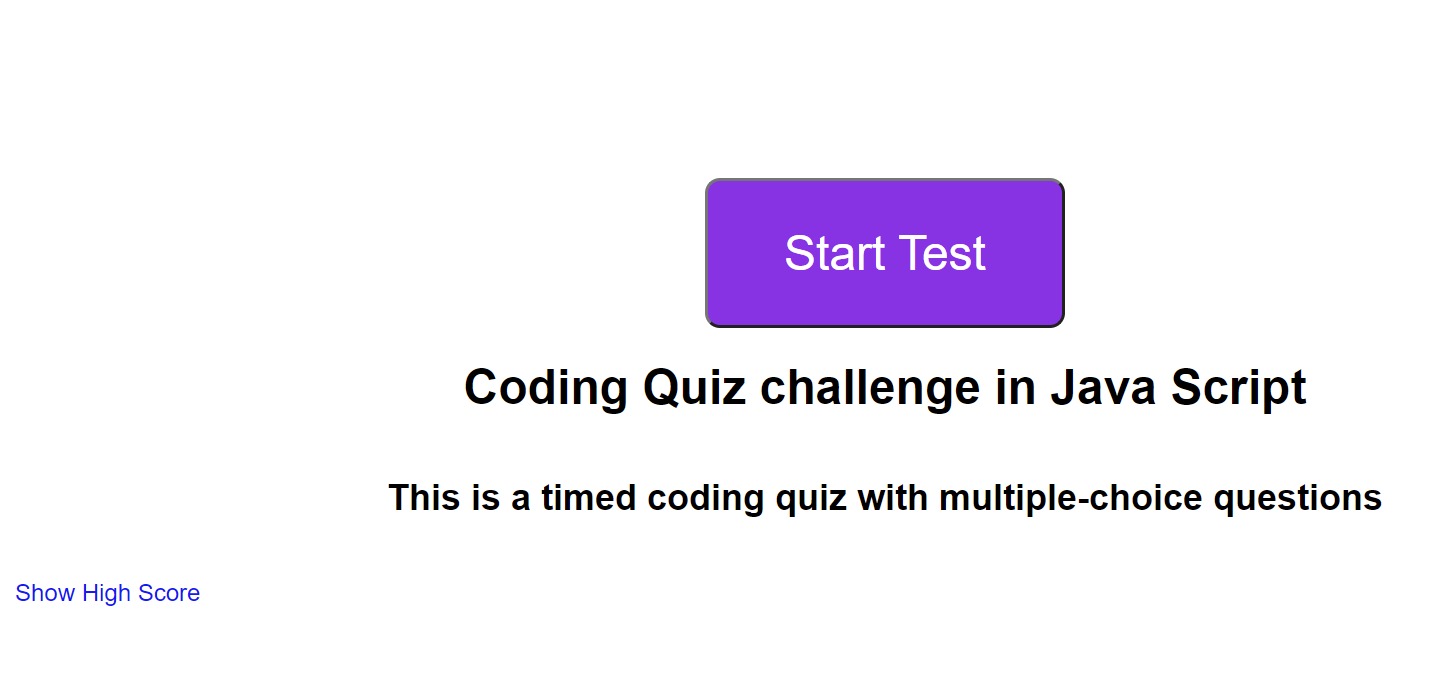 Start Test
Coding Quiz challenge in Java Script
This is a timed coding quiz with multiple-choice questions
Show High Score